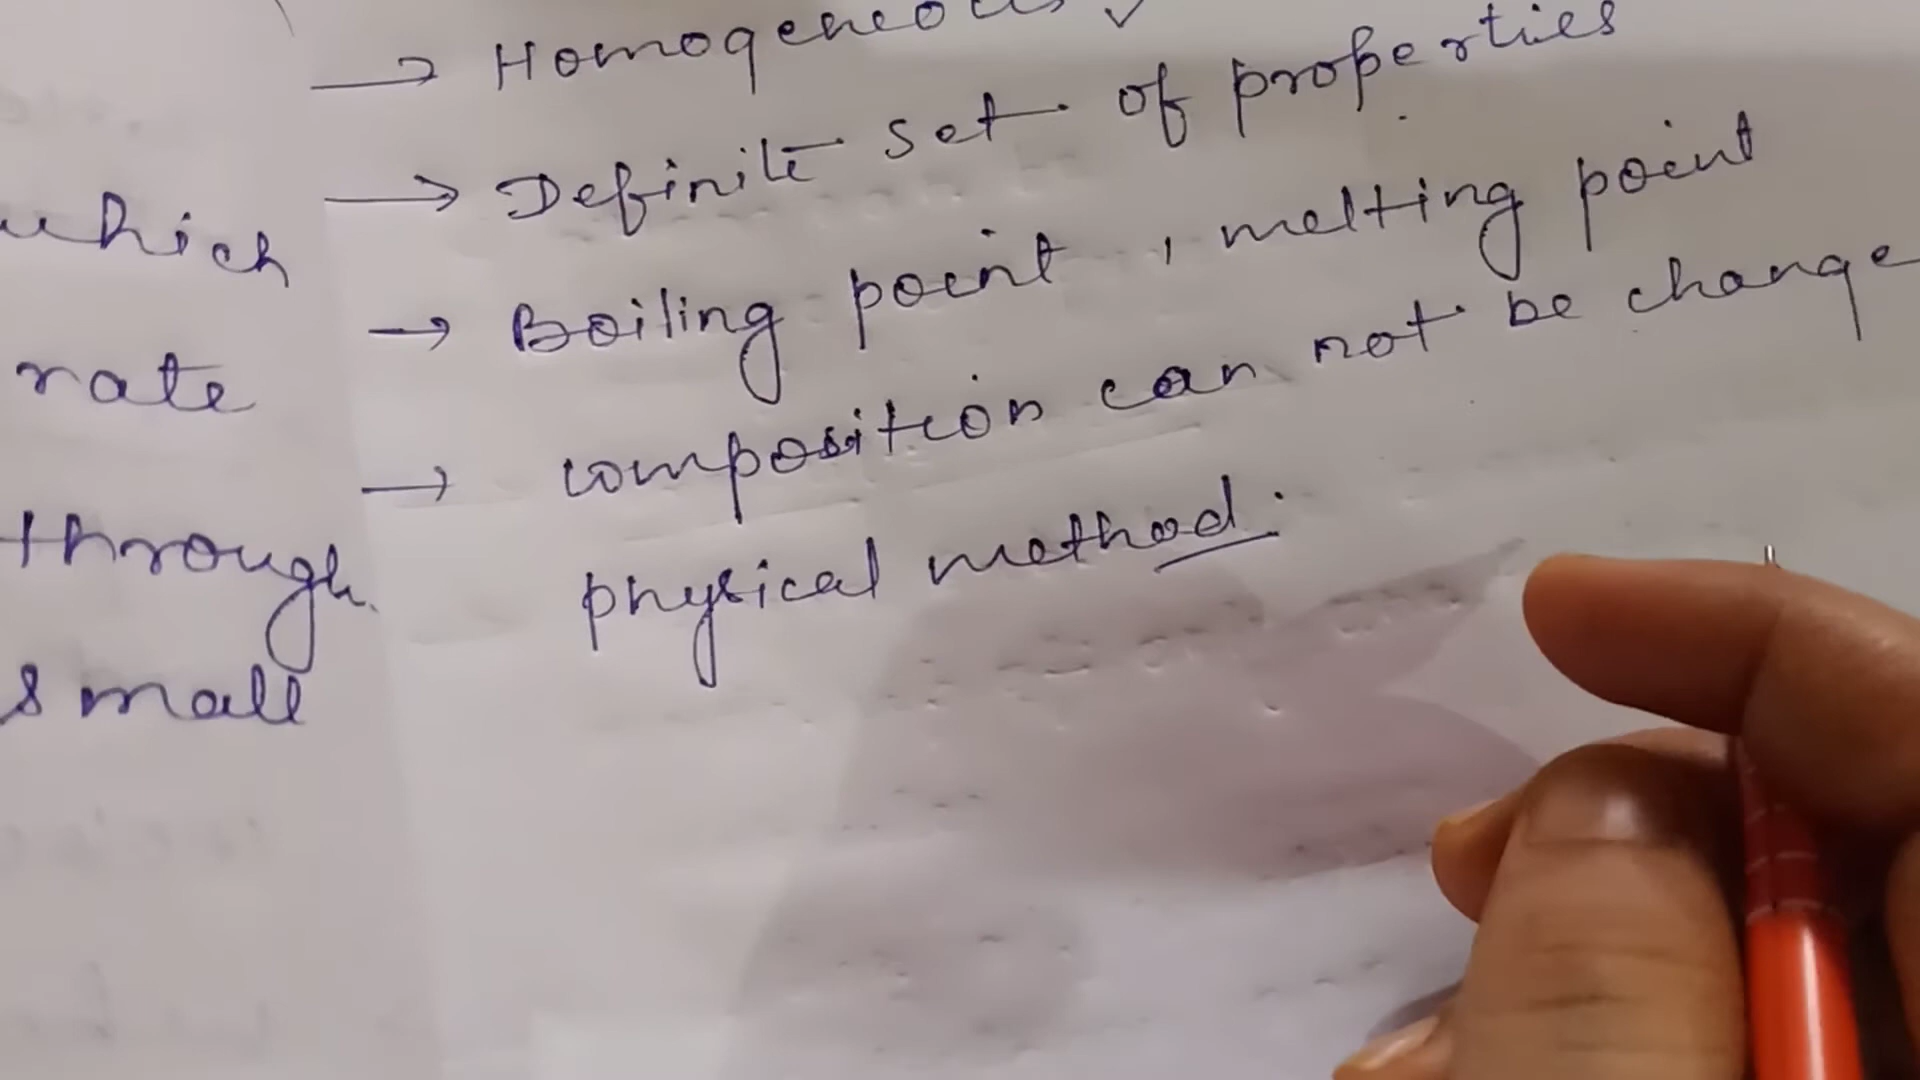 → Homogeneous ✓
→ Definite set of properties
which
→ Boiling point, melting point
rate
→ composition can not be change
through
physical method.
small